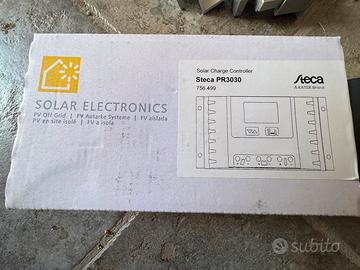 SOLAR ELECTRONICS
PV Off Grid | PV Autarke Systeme | FV aislada
PV en site isolé | FV a isola
Solar Charge Controller
Steca PR3030
756.499
Steca
A KATEK Brand
subito